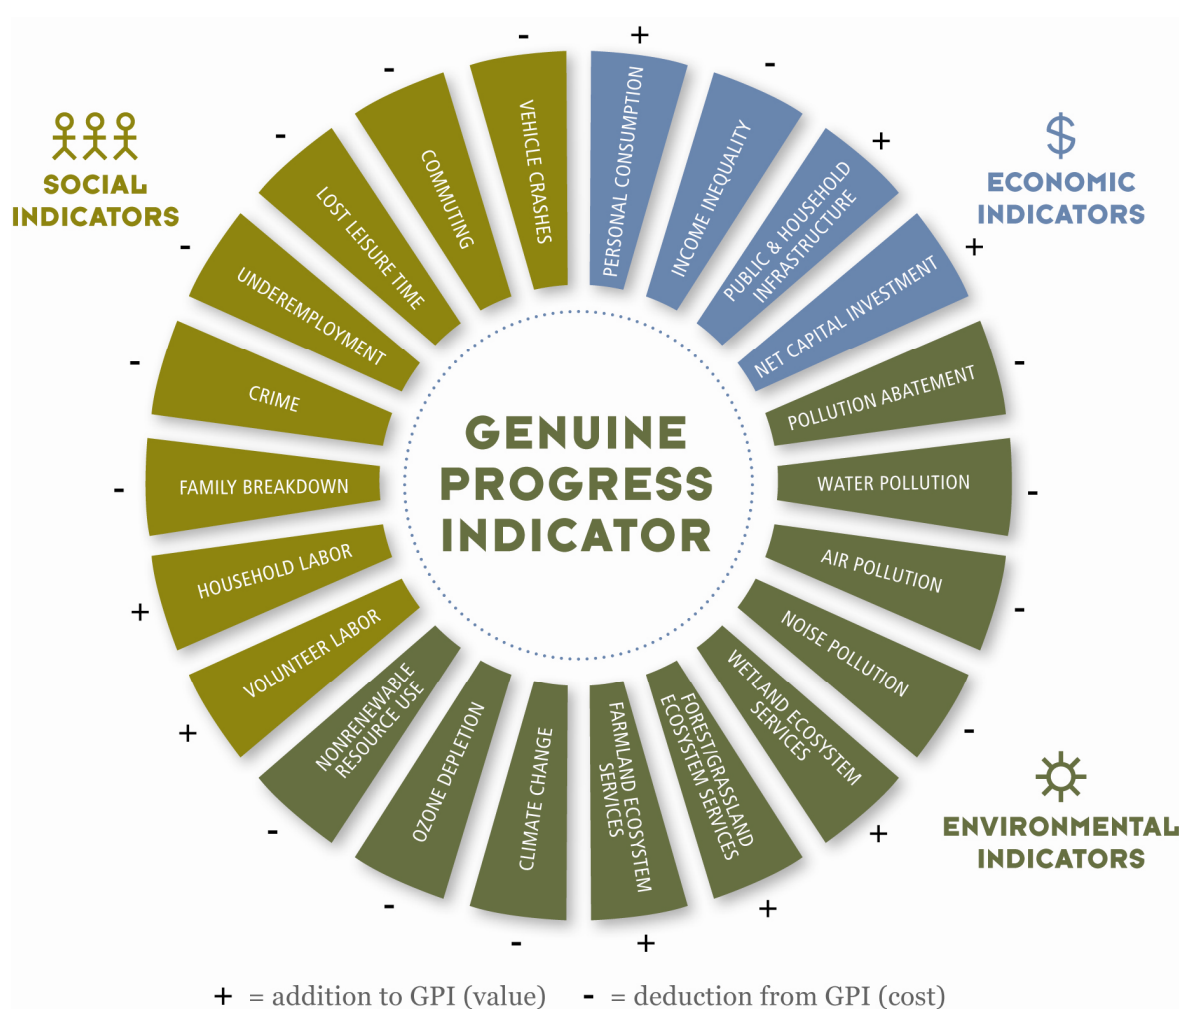 SOCIAL
INDICATORS
$
ECONOMIC
INDICATORS
GENUINE
PROGRESS
INDICATOR
+
PERSONAL CONSUMPTION
-
INCOME INEQUALITY
+
PUBLIC & HOUSEHOLD
INFRASTRUCTURE
+
NET CAPITAL INVESTMENT
-
POLLUTION ABATEMENT
-
WATER POLLUTION
-
AIR POLLUTION
-
NOISE POLLUTION
+
WETLAND ECOSYSTEM
SERVICES
+
FOREST/GRASSLAND
ECOSYSTEM SERVICES
+
FARMLAND ECOSYSTEM
SERVICES
-
CLIMATE CHANGE
-
OZONE DEPLETION
-
NONRENEWABLE
RESOURCE USE
+
VOLUNTEER LABOR
+
HOUSEHOLD LABOR
-
FAMILY BREAKDOWN
-
CRIME
-
UNDEREMPLOYMENT
-
LOST LEISURE TIME
-
COMMUTING
-
VEHICLE CRASHES
ENVIRONMENTAL
INDICATORS
+ = addition to GPI (value) - = deduction from GPI (cost)